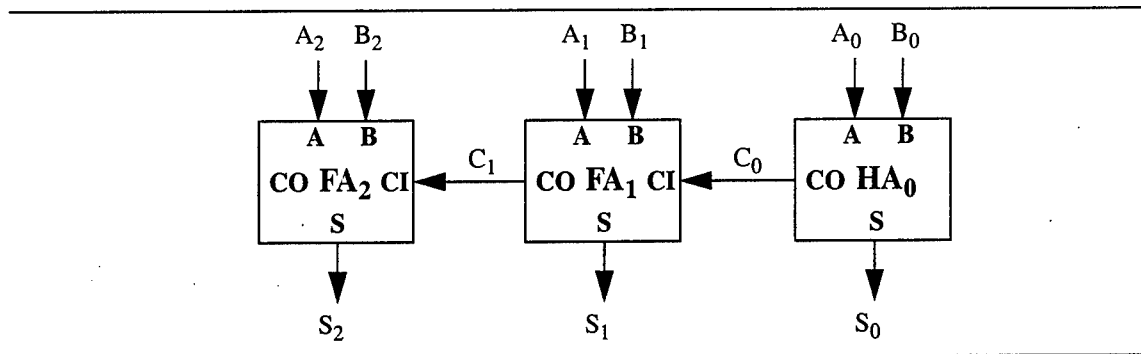 A₂ B₂ A₁ B₁ A₀ B₀
A B A B A B
CO FA₂ CI C₁ CO FA₁ CI C₀ CO HA₀
S S S
S₂ S₁ S₀